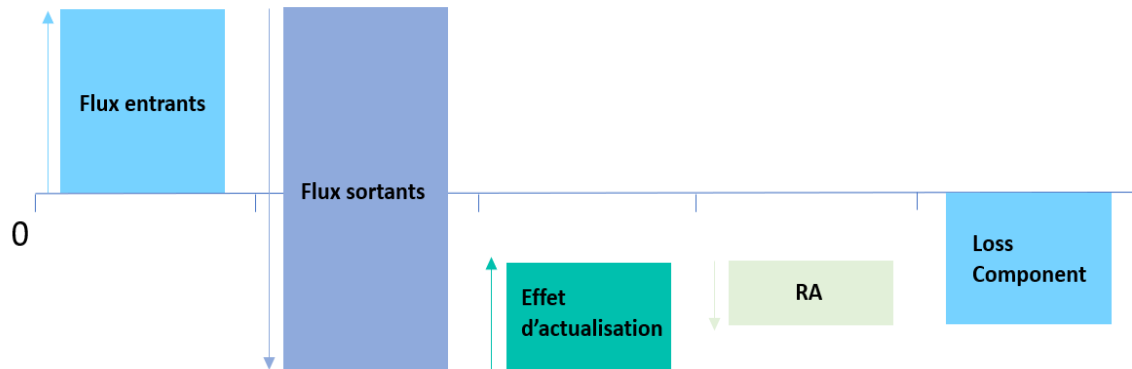 Flux entrants
Flux sortants
0
Effet
d’actualisation
RA
Loss
Component